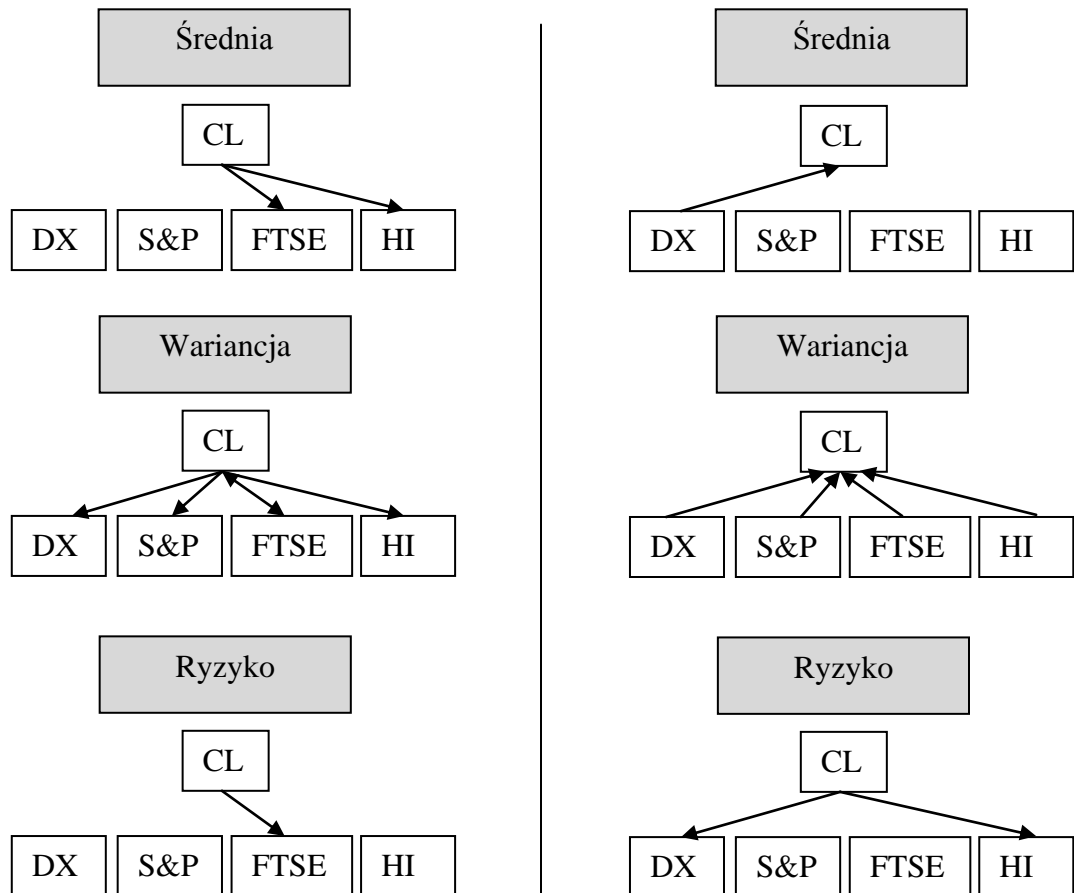 Średnia
CL
DX S&P FTSE HI
Wariancja
CL
DX S&P FTSE HI
Ryzyko
CL
DX S&P FTSE HI
Średnia
CL
DX S&P FTSE HI
Wariancja
CL
DX S&P FTSE HI
Ryzyko
CL
DX S&P FTSE HI